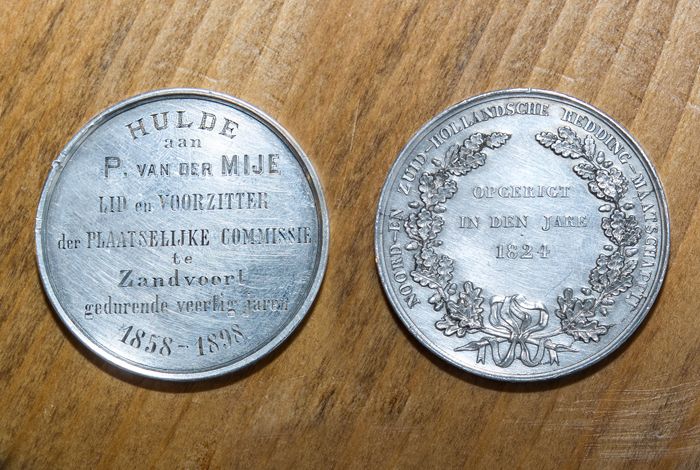 HULDE
aan
P. VAN DER MIJE
LID en VOORZITTER
der PLAATSELIJKE COMMISSIE
te
Zandvoort
gedurende veertig jaren
1858-1898
NOORD-EN ZUID-HOLLANDSCHE REDDING-MAATSCHAPPIJ
OPGERIGT
IN DEN JARE
1824